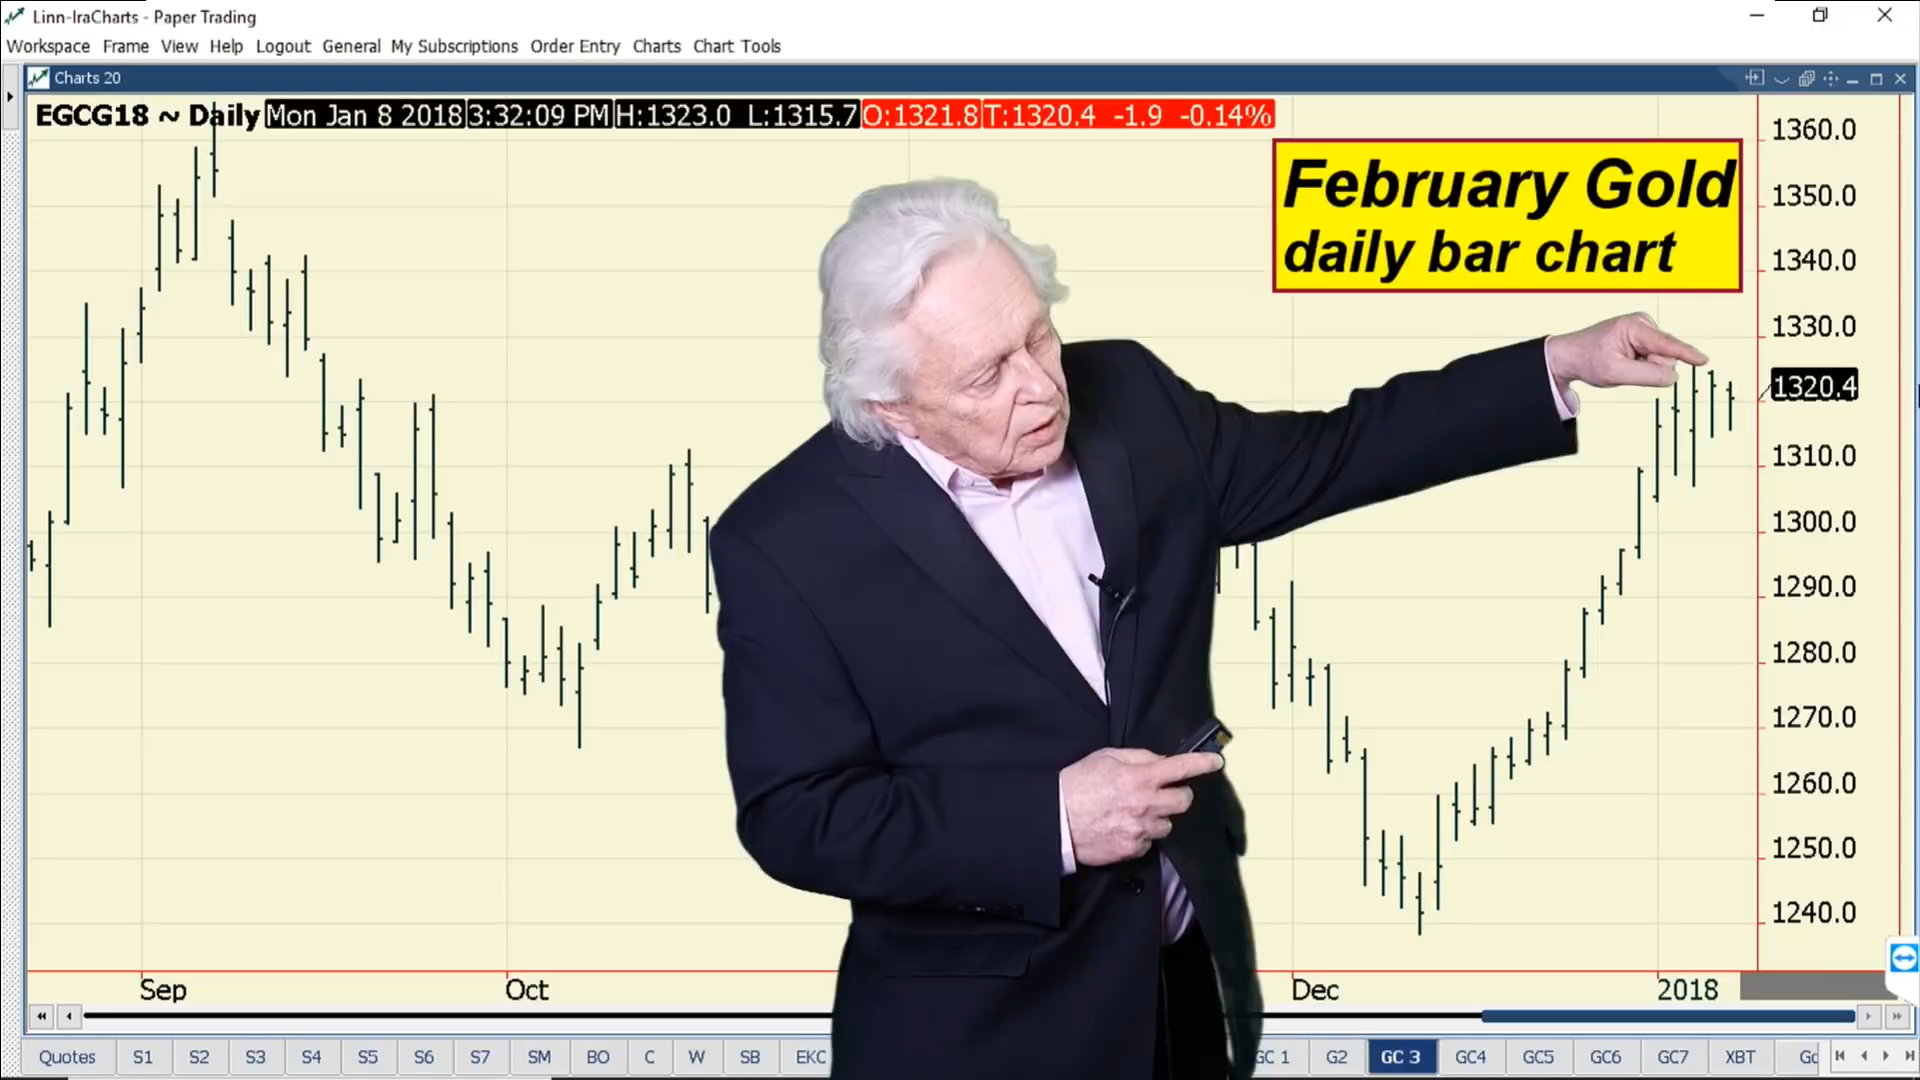 Linn-IraCharts - Paper Trading
Workspace Frame View Help Logout General My Subscriptions Order Entry Charts Chart Tools
Charts 20
EGCG18 ~ Daily Mon Jan 8 2018 3:32:09 PM H:1323.0 L:1315.7 O:1321.8 T:1320.4 -1.9 -0.14%
February Gold
daily bar chart
1360.0
1350.0
1340.0
1330.0
1320.4
1310.0
1300.0
1290.0
1280.0
1270.0
1260.0
1250.0
1240.0
Sep Oct Dec 2018
Quotes S1 S2 S3 S4 S5 S6 S7 SM BO C W SB EKC GC 1 G2 GC 3 GC4 GC5 GC6 GC7 XBT